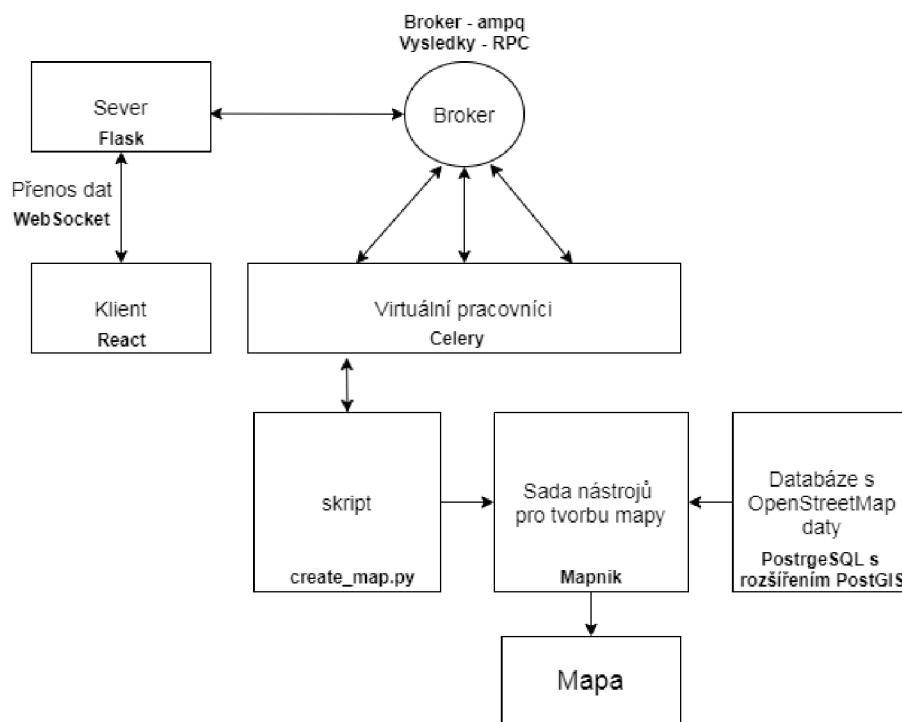 Broker - ampq
Vysledky - RPC
Sever
Flask
Broker
Přenos dat
WebSocket
Klient
React
Virtuální pracovníci
Celery
skript
create_map.py
Sada nástrojů
pro tvorbu mapy
Mapnik
Databáze s
OpenStreetMap
daty
PostrgeSQL s
rozšířením PostGIS
Mapa